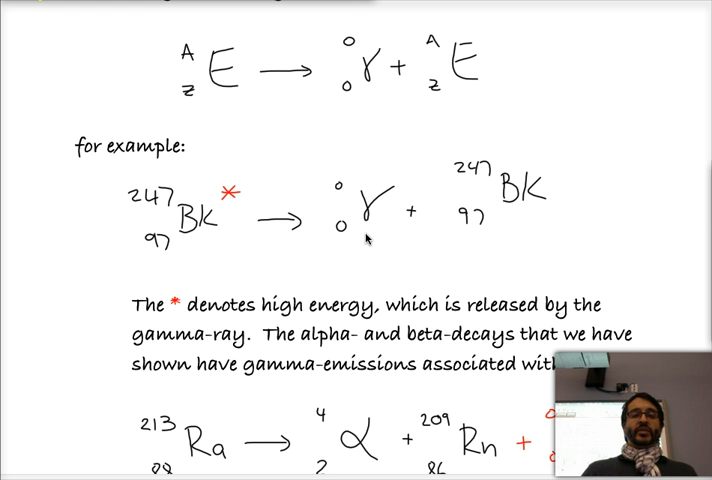 A Z E → 0 0 γ + A Z E
for example:
247 97 Bk * → 0 0 γ + 247 97 Bk
The * denotes high energy, which is released by the
gamma-ray. The alpha- and beta-decays that we have
shown have gamma-emissions associated with
213 88 Ra → 4 2 α + 209 86 Rn +